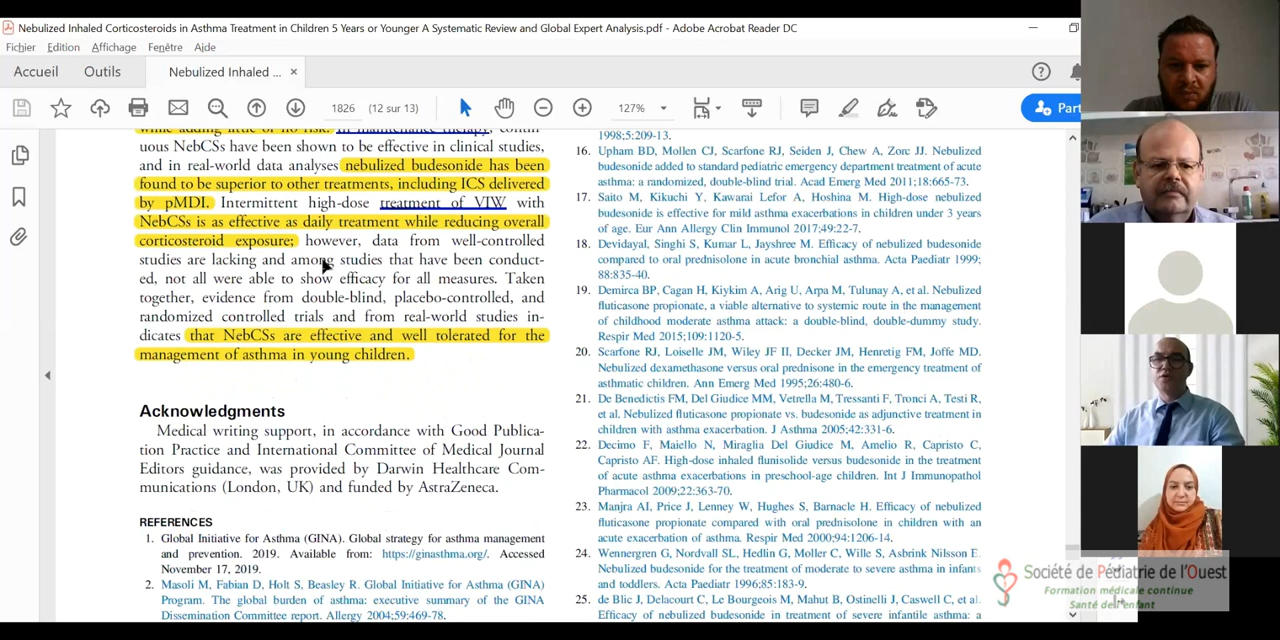 Nebulized Inhaled Corticosteroids in Asthma Treatment in Children 5 Years or Younger A Systematic Review and Global Expert Analysis.pdf - Adobe Acrobat Reader DC
Fichier Edition Affichage Fenêtre Aide
Accueil Outils Nebulized Inhaled ... ×
1826 (12 sur 13) 127% Part
while adding little or no risk. In maintenance therapy, contin-
uous NebCSs have been shown to be effective in clinical studies,
and in real-world data analyses nebulized budesonide has been
found to be superior to other treatments, including ICS delivered
by pMDI. Intermittent high-dose treatment of VIW with
NebCSs is as effective as daily treatment while reducing overall
corticosteroid exposure; however, data from well-controlled
studies are lacking and among studies that have been conduct-
ed, not all were able to show efficacy for all measures. Taken
together, evidence from double-blind, placebo-controlled, and
randomized controlled trials and from real-world studies in-
dicates that NebCSs are effective and well tolerated for the
management of asthma in young children.
Acknowledgments
Medical writing support, in accordance with Good Publica-
tion Practice and International Committee of Medical Journal
Editors guidance, was provided by Darwin Healthcare Com-
munications (London, UK) and funded by AstraZeneca.
REFERENCES
1. Global Initiative for Asthma (GINA). Global strategy for asthma management
and prevention. 2019. Available from: https://ginasthma.org/. Accessed
November 17, 2019.
2. Masoli M, Fabian D, Holt S, Beasley R. Global Initiative for Asthma (GINA)
Program. The global burden of asthma: executive summary of the GINA
Dissemination Committee report. Allergy 2004;59:469-78.
1998;5:209-13.
16. Upham BD, Mollen CJ, Scarfone RJ, Seiden J, Chew A, Zorc JJ. Nebulized
budesonide added to standard pediatric emergency department treatment of acute
asthma: a randomized, double-blind trial. Acad Emerg Med 2011;18:665-73.
17. Saito M, Kikuchi Y, Kawarai Lefor A, Hoshina M. High-dose nebulized
budesonide is effective for mild asthma exacerbations in children under 3 years
of age. Eur Ann Allergy Clin Immunol 2017;49:22-7.
18. Devidayal, Singhi S, Kumar L, Jayshree M. Efficacy of nebulized budesonide
compared to oral prednisolone in acute bronchial asthma. Acta Paediatr 1999;
88:835-40.
19. Demirca BP, Cagan H, Kiykim A, Arig U, Arpa M, Tulunay A, et al. Nebulized
fluticasone propionate, a viable alternative to systemic route in the management
of childhood moderate asthma attack: a double-blind, double-dummy study.
Respir Med 2015;109:1120-5.
20. Scarfone RJ, Loiselle JM, Wiley JF II, Decker JM, Henretig FM, Joffe MD.
Nebulized dexamethasone versus oral prednisone in the emergency treatment of
asthmatic children. Ann Emerg Med 1995;26:480-6.
21. De Benedictis FM, Del Giudice MM, Vetrella M, Tressanti F, Tronci A, Testi R,
et al. Nebulized fluticasone propionate vs. budesonide as adjunctive treatment in
children with asthma exacerbation. J Asthma 2005;42:331-6.
22. Decimo F, Maiello N, Miraglia Del Giudice M, Amelio R, Capristo C,
Capristo AF. High-dose inhaled flunisolide versus budesonide in the treatment
of acute asthma exacerbations in preschool-age children. Int J Immunopathol
Pharmacol 2009;22:363-70.
23. Manjra AI, Price J, Lenney W, Hughes S, Barnacle H. Efficacy of nebulized
fluticasone propionate compared with oral prednisolone in children with an
acute exacerbation of asthma. Respir Med 2000;94:1206-14.
24. Wennergren G, Nordvall SL, Hedlin G, Moller C, Wille S, Asbrink Nilsson E.
Nebulized budesonide for the treatment of moderate to severe asthma in infants
and toddlers. Acta Paediatr 1996;85:183-9.
25. de Blic J, Delacourt C, Le Bourgeois M, Mahut B, Ostinelli J, Caswell C, et al.
Efficacy of nebulized budesonide in treatment of severe infantile asthma: a
Société de Pédiatrie de l'Ouest
Formation médicale continue
Santé de l'enfant